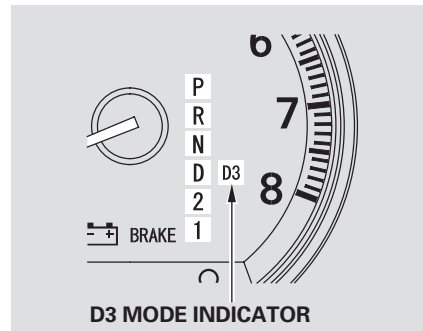 6
7
8
P
R
N
D D3
2
1
- +
BRAKE
D3 MODE INDICATOR